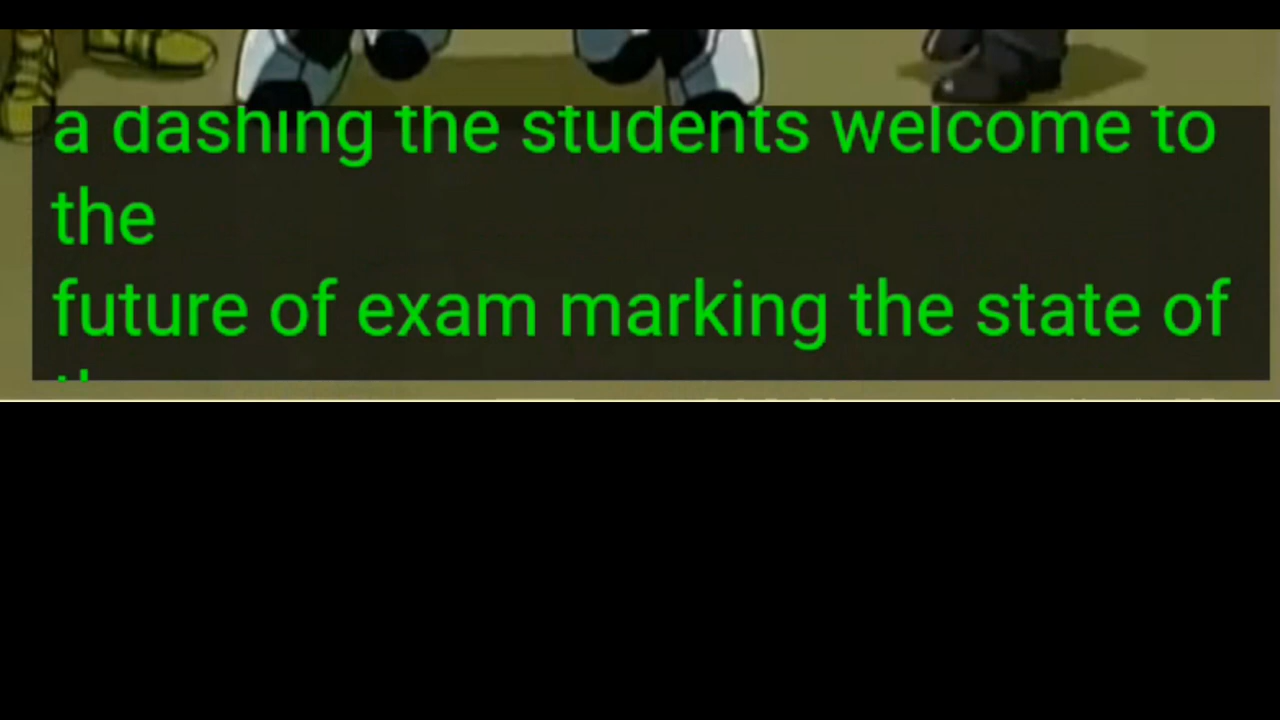 a dashing the students welcome to
the
future of exam marking the state of